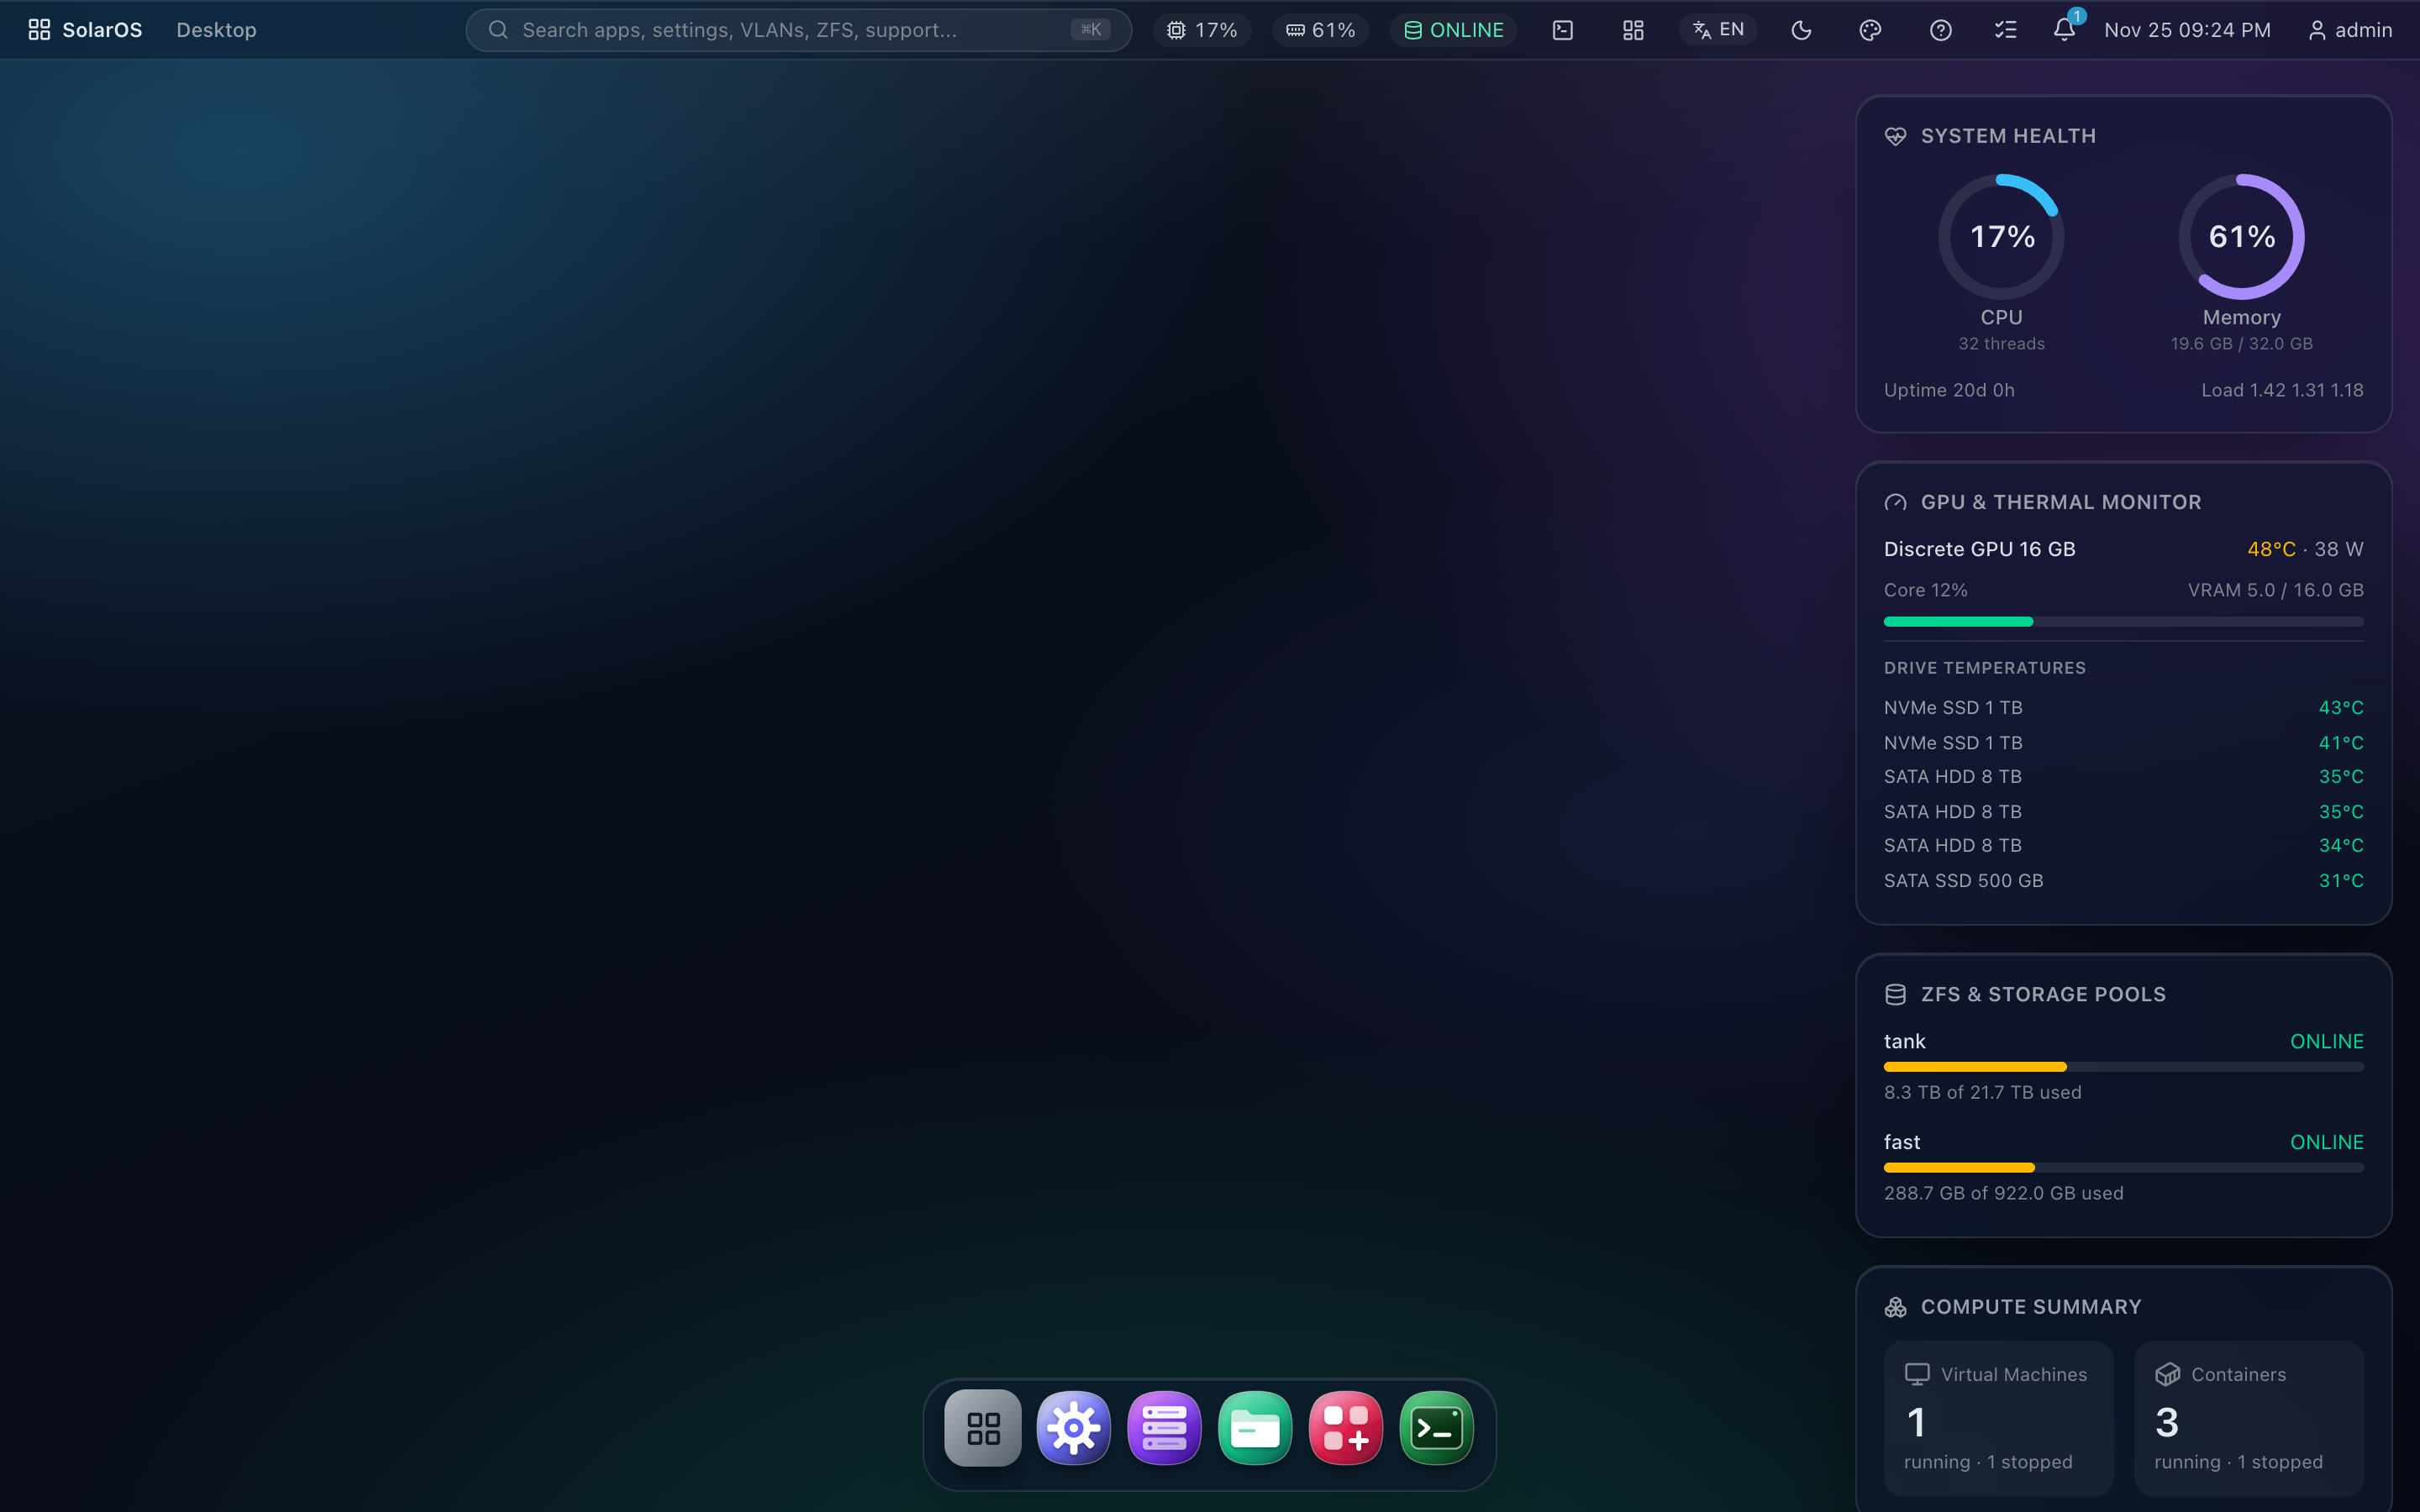 SolarOS Desktop Search apps, settings, VLANs, ZFS, support... ⌘K 17% 61% ONLINE EN 1 Nov 25 09:24 PM admin
SYSTEM HEALTH
17% 61%
CPU Memory
32 threads 19.6 GB / 32.0 GB
Uptime 20d 0h Load 1.42 1.31 1.18
GPU & THERMAL MONITOR
Discrete GPU 16 GB 48°C · 38 W
Core 12% VRAM 5.0 / 16.0 GB
DRIVE TEMPERATURES
NVMe SSD 1 TB 43°C
NVMe SSD 1 TB 41°C
SATA HDD 8 TB 35°C
SATA HDD 8 TB 35°C
SATA HDD 8 TB 34°C
SATA SSD 500 GB 31°C
ZFS & STORAGE POOLS
tank ONLINE
8.3 TB of 21.7 TB used
fast ONLINE
288.7 GB of 922.0 GB used
COMPUTE SUMMARY
Virtual Machines Containers
1 3
running · 1 stopped running · 1 stopped